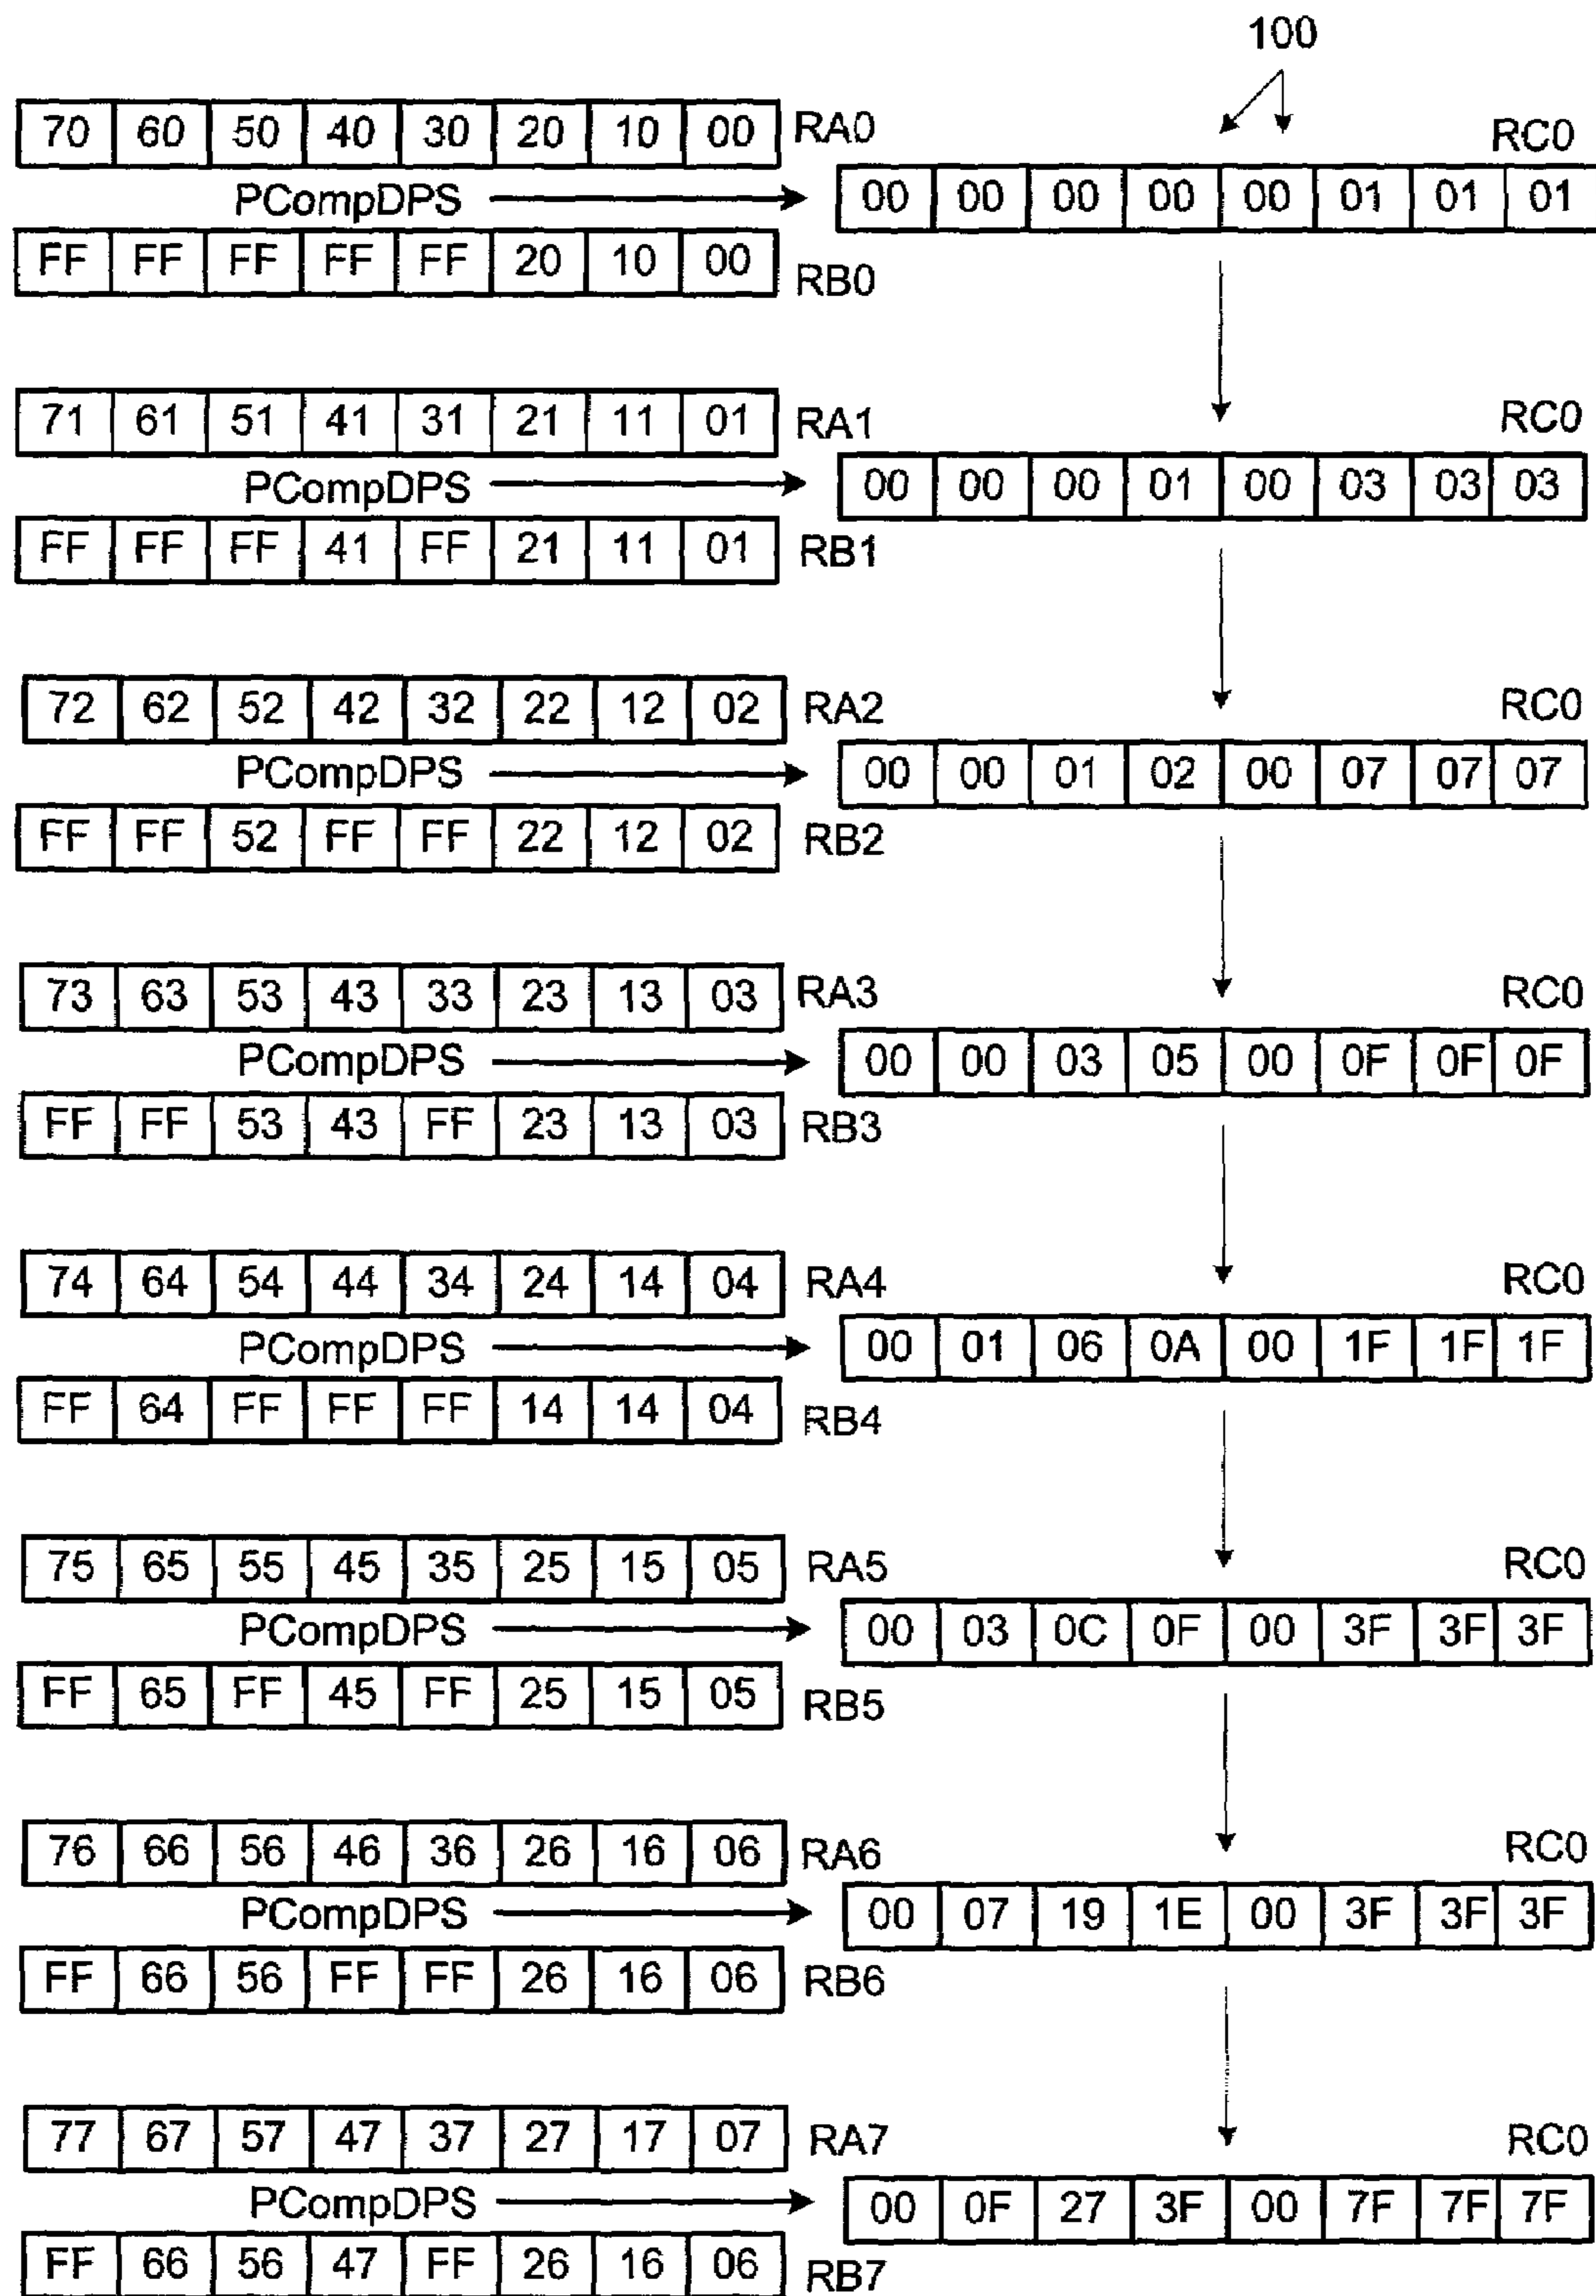 100
70 60 50 40 30 20 10 00 RA0
RC0
PCompDPS
00 00 00 00 00 01 01 01
FF FF FF FF FF 20 10 00 RB0
71 61 51 41 31 21 11 01 RA1
RC0
PCompDPS
00 00 00 01 00 03 03 03
FF FF FF 41 FF 21 11 01 RB1
72 62 52 42 32 22 12 02 RA2
RC0
PCompDPS
00 00 01 02 00 07 07 07
FF FF 52 FF FF 22 12 02 RB2
73 63 53 43 33 23 13 03 RA3
RC0
PCompDPS
00 00 03 05 00 0F 0F 0F
FF FF 53 43 FF 23 13 03 RB3
74 64 54 44 34 24 14 04 RA4
RC0
PCompDPS
00 01 06 0A 00 1F 1F 1F
FF 64 FF FF FF 14 14 04 RB4
75 65 55 45 35 25 15 05 RA5
RC0
PCompDPS
00 03 0C 0F 00 3F 3F 3F
FF 65 FF 45 FF 25 15 05 RB5
76 66 56 46 36 26 16 06 RA6
RC0
PCompDPS
00 07 19 1E 00 3F 3F 3F
FF 66 56 FF FF 26 16 06 RB6
77 67 57 47 37 27 17 07 RA7
RC0
PCompDPS
00 0F 27 3F 00 7F 7F 7F
FF 66 56 47 FF 26 16 06 RB7